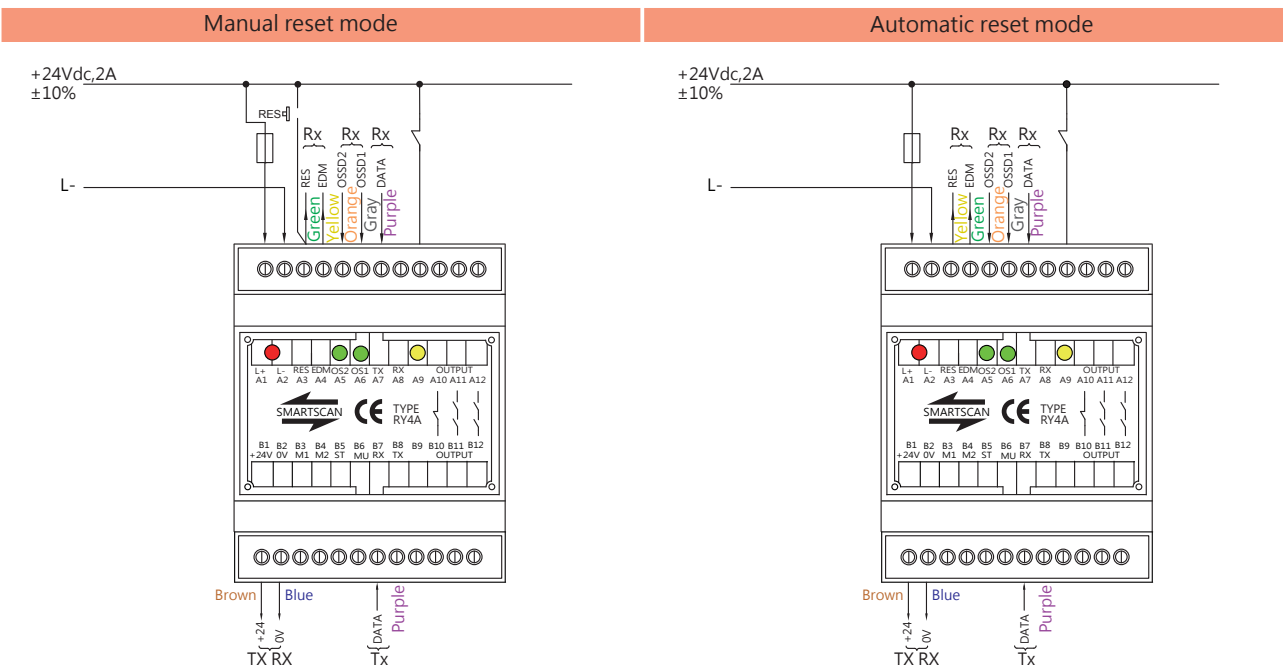 Manual reset mode
Automatic reset mode
+24Vdc,2A
±10%
L-
RES
Rx Rx Rx
RES EDM OSSD2 OSSD1 DATA
Green Yellow Orange Gray Purple
L+ L- RES EDM OS2 OS1 TX RX OUTPUT
A1 A2 A3 A4 A5 A6 A7 A8 A9 A10 A11 A12
SMARTSCAN CE TYPE
RY4A
B1 B2 B3 B4 B5 B6 B7 B8 B9 B10 B11 B12
+24V 0V M1 M2 ST MU RX TX OUTPUT
Brown Blue
+24 0V DATA Purple
TX RX Tx
+24Vdc,2A
±10%
L-
Rx Rx Rx
RES EDM OSSD2 OSSD1 DATA
Yellow Green Orange Gray Purple
L+ L- RES EDM OS2 OS1 TX RX OUTPUT
A1 A2 A3 A4 A5 A6 A7 A8 A9 A10 A11 A12
SMARTSCAN CE TYPE
RY4A
B1 B2 B3 B4 B5 B6 B7 B8 B9 B10 B11 B12
+24V 0V M1 M2 ST MU RX TX OUTPUT
Brown Blue
+24 0V DATA Purple
TX RX Tx